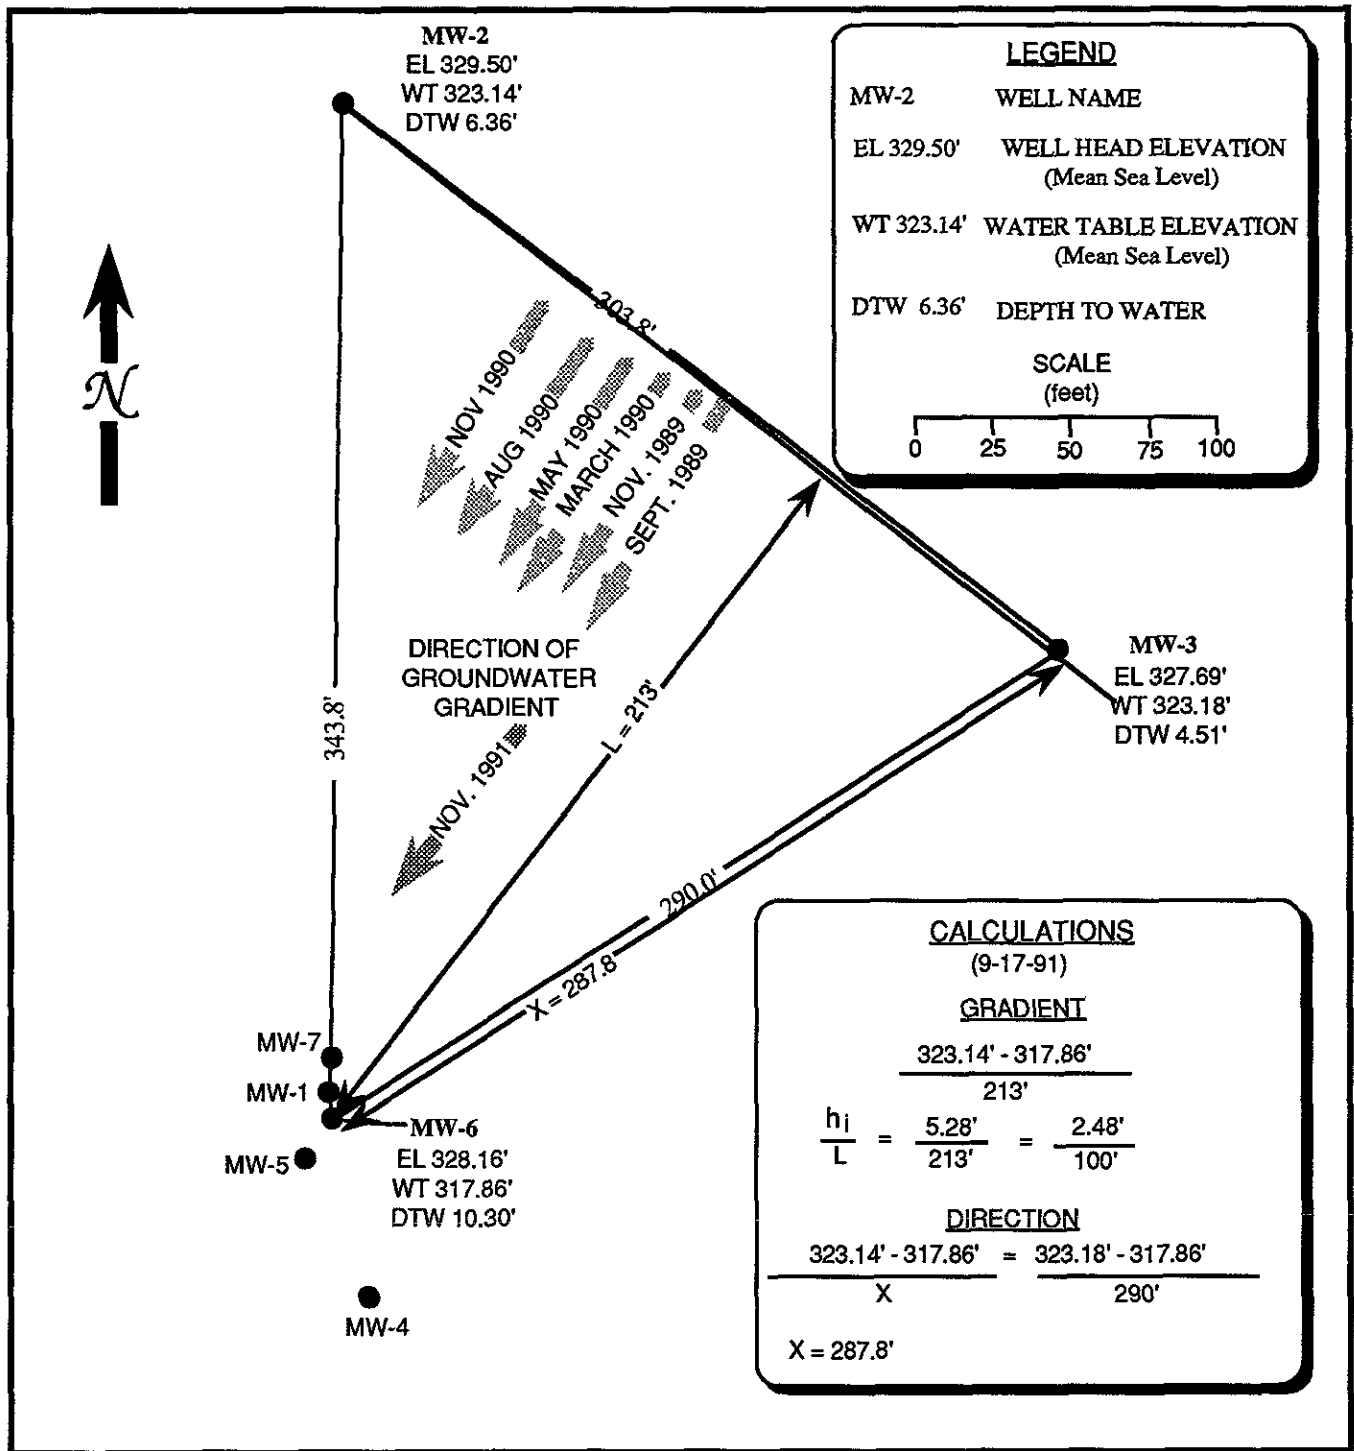 MW-2
EL 329.50'
WT 323.14'
DTW 6.36'
LEGEND
MW-2 WELL NAME
EL 329.50' WELL HEAD ELEVATION
(Mean Sea Level)
WT 323.14' WATER TABLE ELEVATION
(Mean Sea Level)
DTW 6.36' DEPTH TO WATER
SCALE
(feet)
0 25 50 75 100
N
303.8'
NOV 1990
AUG 1990
MAY 1990
MARCH 1990
NOV. 1989
SEPT. 1989
DIRECTION OF
GROUNDWATER
GRADIENT
NOV. 1991
343.8'
L = 213'
MW-3
EL 327.69'
WT 323.18'
DTW 4.51'
290.0'
X = 287.8
MW-7
MW-1
MW-6
EL 328.16'
WT 317.86'
DTW 10.30'
MW-5
MW-4
CALCULATIONS
(9-17-91)
GRADIENT
323.14' - 317.86'
213'
hi = 5.28' = 2.48'
L 213' 100'
DIRECTION
323.14' - 317.86' = 323.18' - 317.86'
X 290'
X = 287.8'